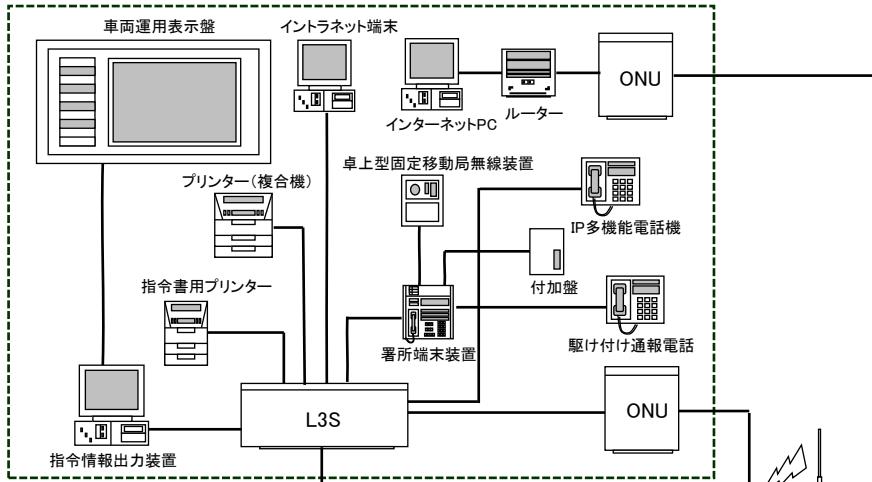 車両運用表示盤
イントラネット端末
ONU
インターネットPC
ルーター
卓上型固定移動局無線装置
プリンター(複合機)
IP多機能電話機
付加盤
指令書用プリンター
署所端末装置
駆け付け通報電話
L3S
ONU
指令情報出力装置